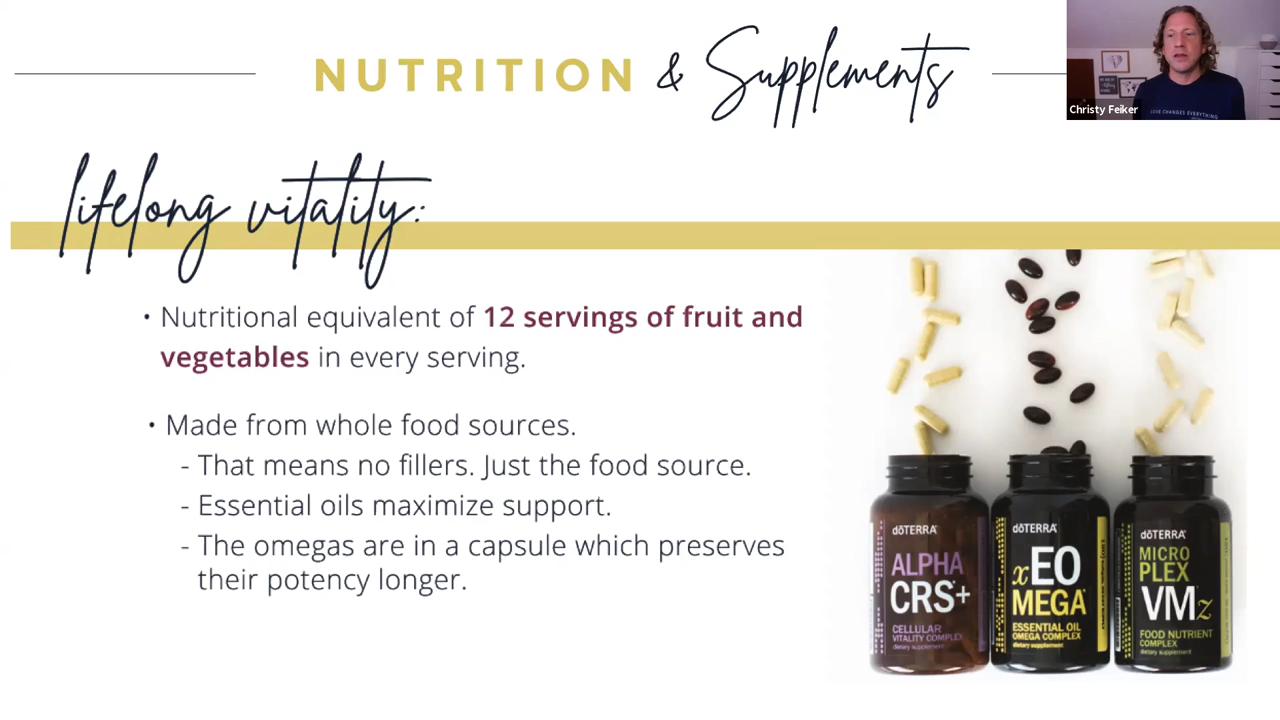 NUTRITION & Supplements
Christy Feiker
LOVE CHANGES EVERYTHING
lifelong vitality:
• Nutritional equivalent of 12 servings of fruit and
vegetables in every serving.
• Made from whole food sources.
- That means no fillers. Just the food source.
- Essential oils maximize support.
- The omegas are in a capsule which preserves
their potency longer.
dōTERRA
ALPHA
CRS+
CELLULAR
VITALITY COMPLEX
dietary supplement
dōTERRA
xEO
MEGA
ESSENTIAL OIL
OMEGA COMPLEX
dietary supplement
dōTERRA
MICRO
PLEX
VMz
FOOD NUTRIENT
COMPLEX
dietary supplement